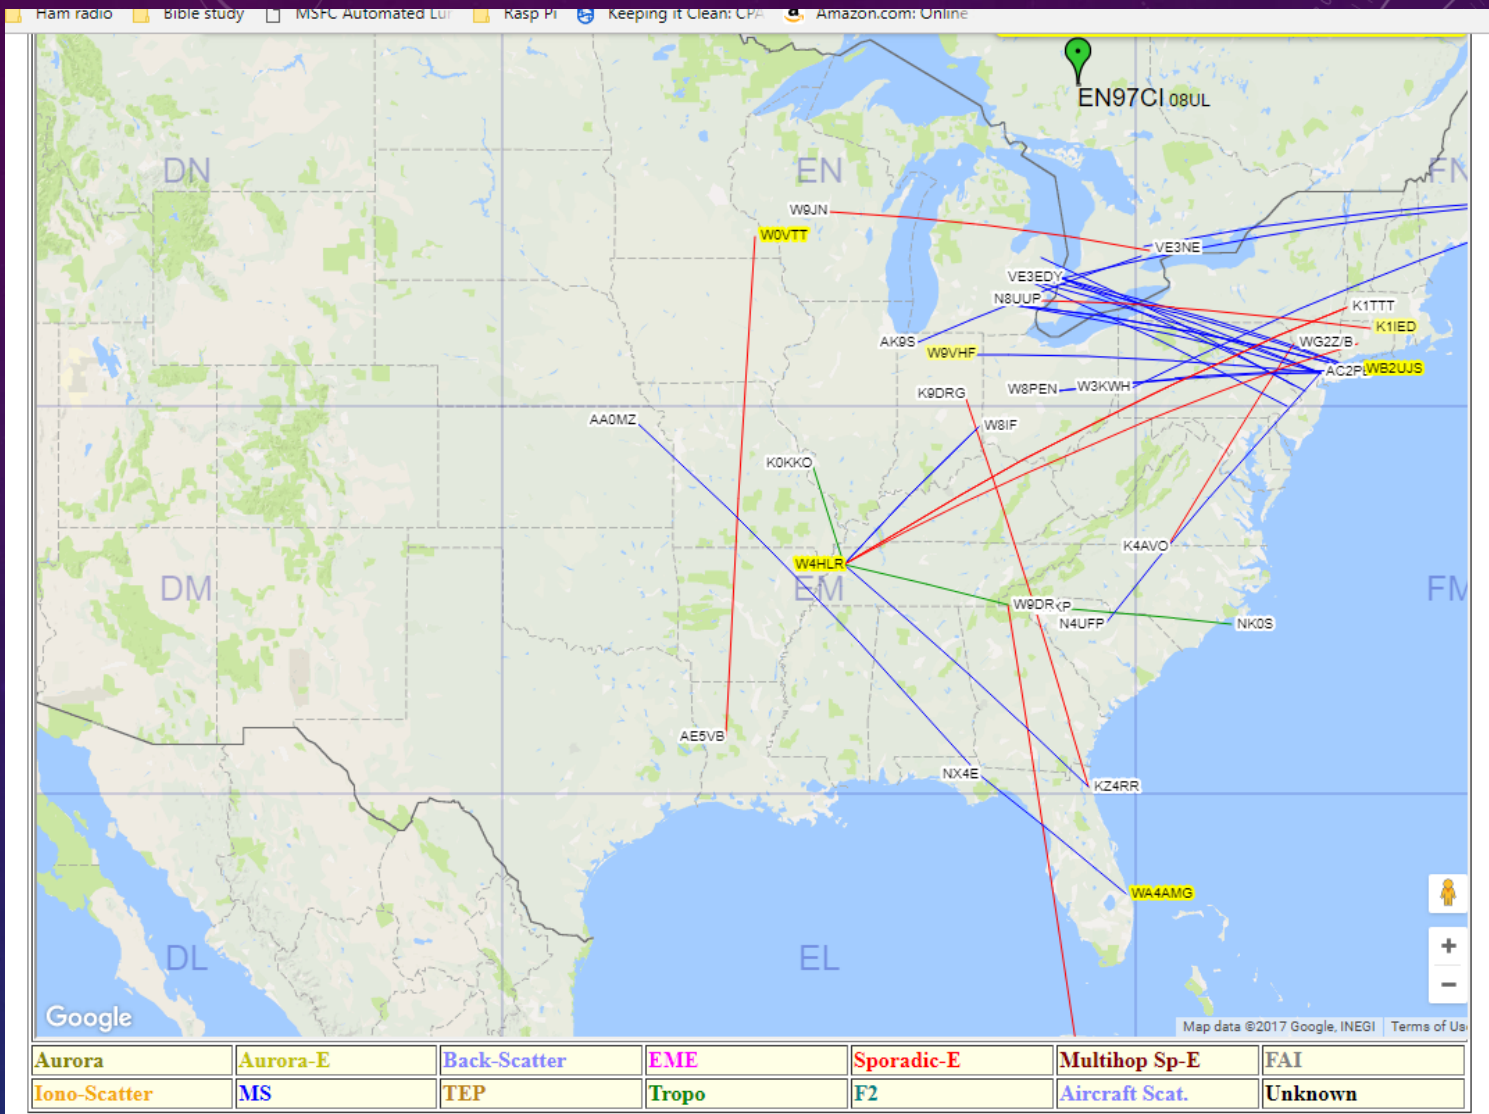 Ham radio Bible study MSFC Automated Lu Rasp Pi Keeping it Clean: CPA Amazon.com: Online
EN97CI 08UL
DN EN FN
W9JN
W0VTT
VE3NE
VE3EDY
N8UUP
K1TTT
K1IED
AK9S
WG2Z/B
W9VHF
AC2P WB2UJS
W8PEN W3KWH
K9DRG
AA0MZ
W8IF
K0KKO
K4AVO
W4HLR
DM EM FM
W9DR KP
N4UFP
NK0S
AE5VB
NX4E
KZ4RR
WA4AMG
DL EL
Google
Map data ©2017 Google, INEGI Terms of Us
Aurora Aurora-E Back-Scatter EME Sporadic-E Multihop Sp-E FAI
Iono-Scatter MS TEP Tropo F2 Aircraft Scat. Unknown